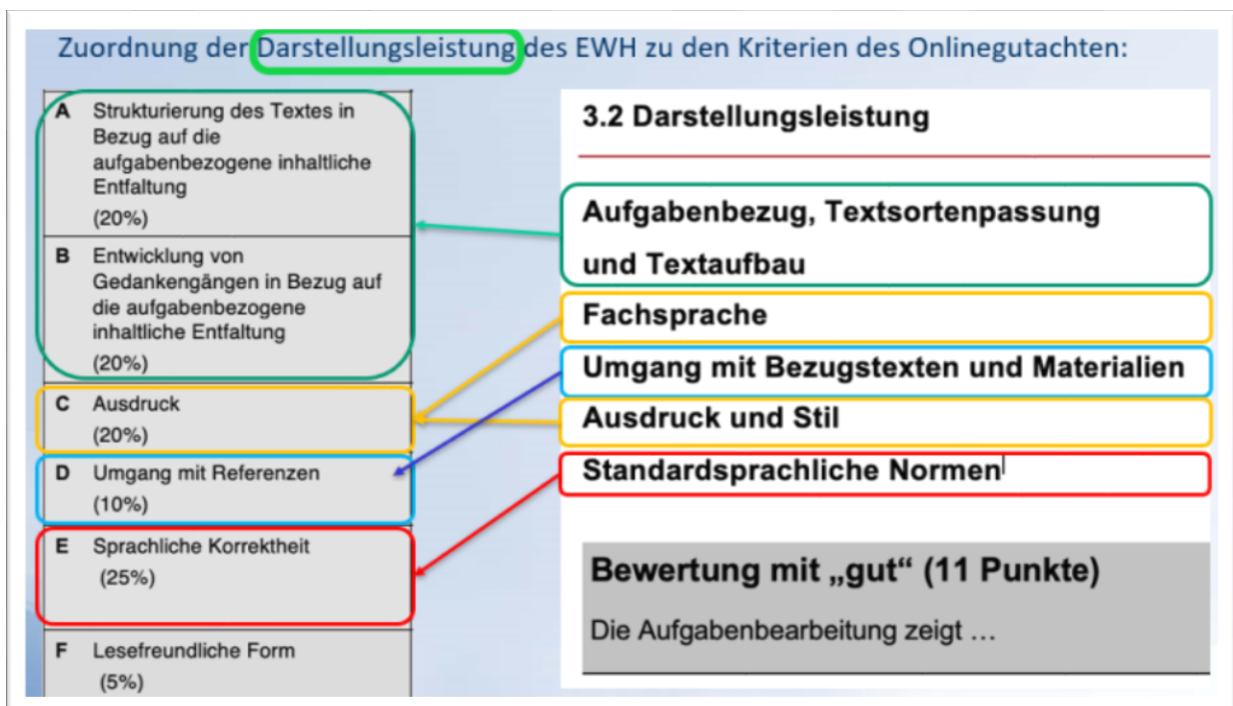 Zuordnung der Darstellungsleistung des EWH zu den Kriterien des Onlinegutachten:
A Strukturierung des Textes in
Bezug auf die
aufgabenbezogene inhaltliche
Entfaltung
(20%)
B Entwicklung von
Gedankengängen in Bezug auf
die aufgabenbezogene
inhaltliche Entfaltung
(20%)
C Ausdruck
(20%)
D Umgang mit Referenzen
(10%)
E Sprachliche Korrektheit
(25%)
F Lesefreundliche Form
(5%)
3.2 Darstellungsleistung
Aufgabenbezug, Textsortenpassung
und Textaufbau
Fachsprache
Umgang mit Bezugstexten und Materialien
Ausdruck und Stil
Standardsprachliche Normen
Bewertung mit „gut“ (11 Punkte)
Die Aufgabenbearbeitung zeigt …